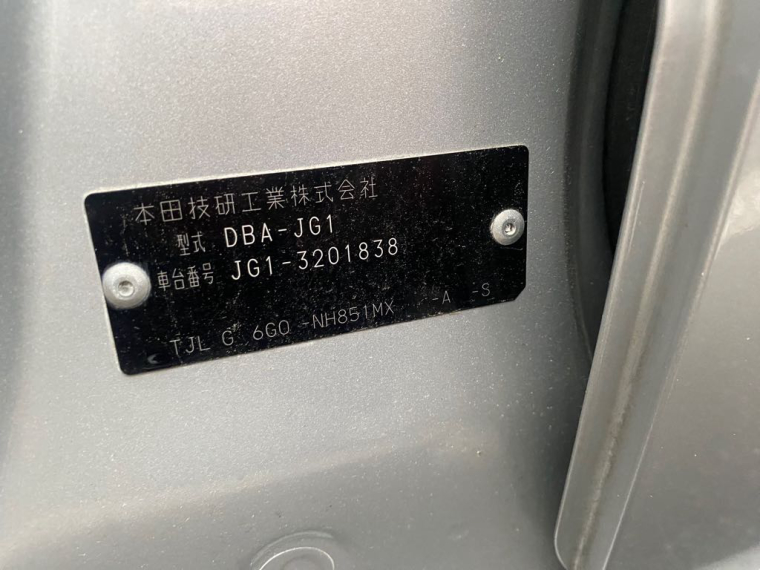 本田技研工業株式会社
型式 DBA-JG1
車台番号 JG1-3201838
TJL G 6GO -NH851MX -A -S